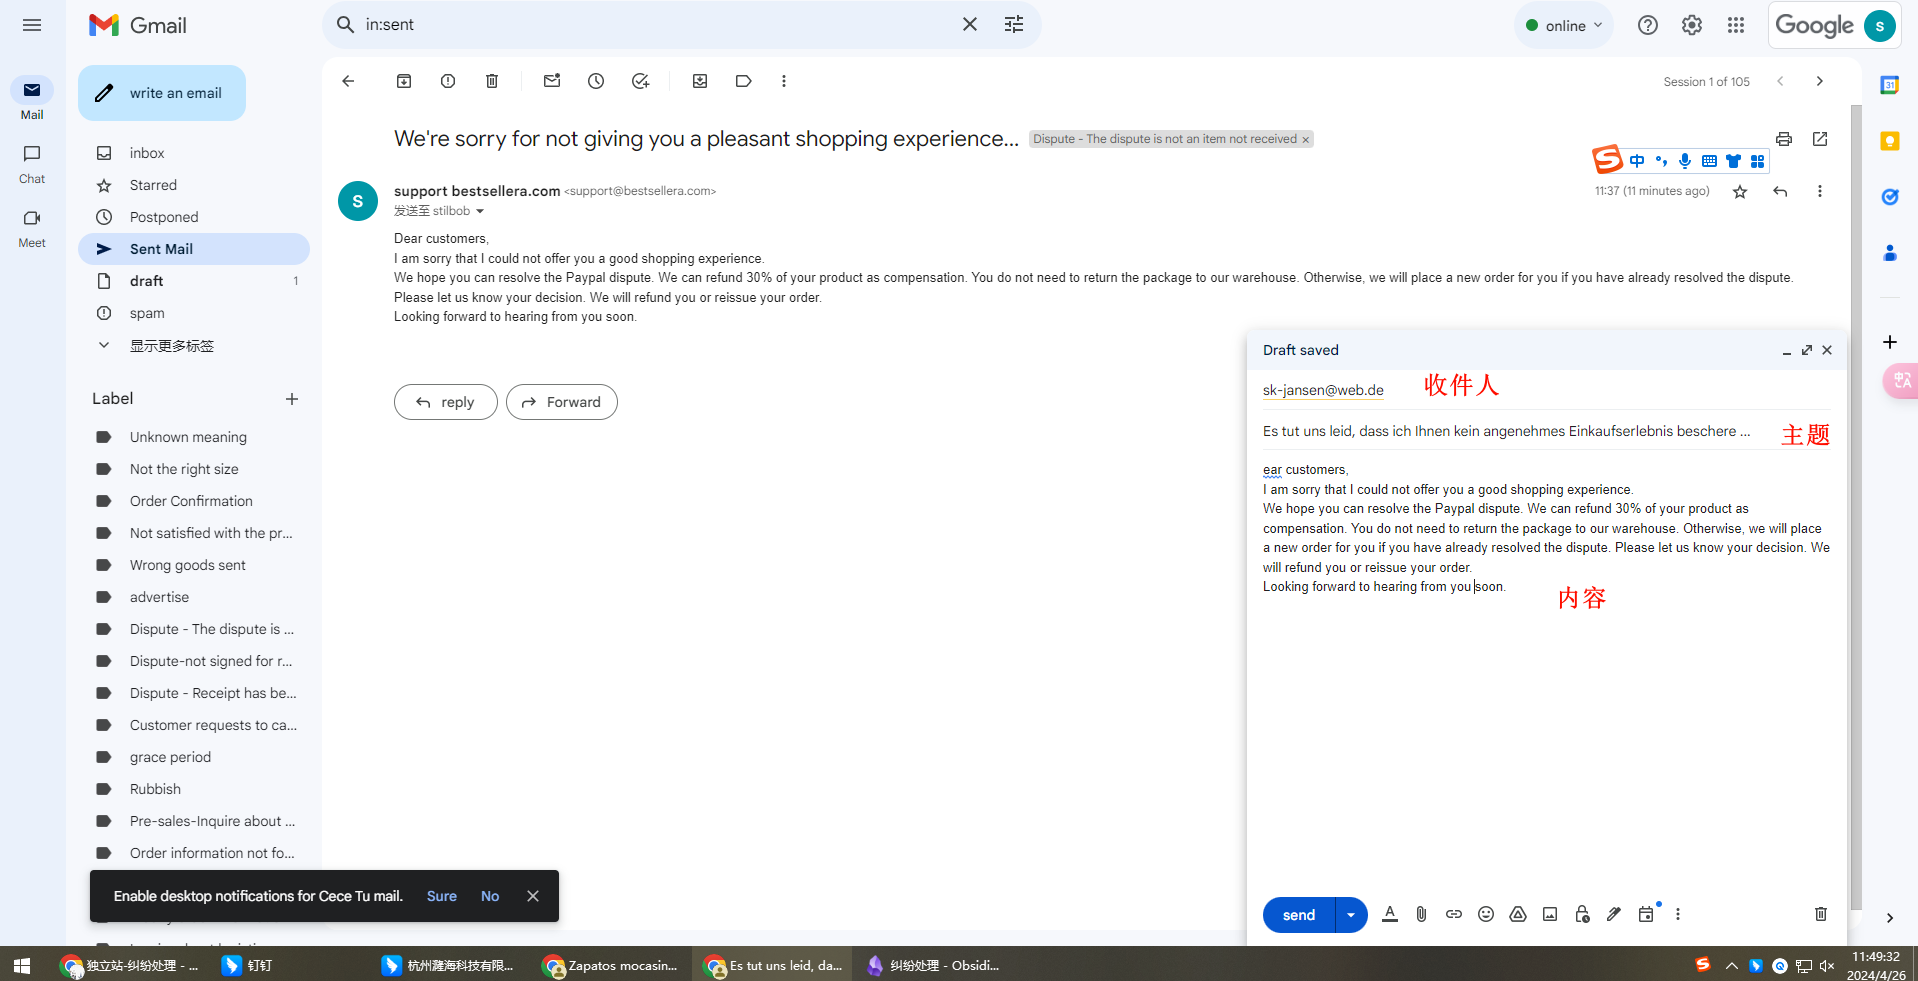 Gmail
in:sent
online
Google
S
Mail
Chat
Meet
write an email
inbox
Starred
Postponed
Sent Mail
draft 1
spam
显示更多标签
Label
Unknown meaning
Not the right size
Order Confirmation
Not satisfied with the pr...
Wrong goods sent
advertise
Dispute - The dispute is ...
Dispute-not signed for r...
Dispute - Receipt has be...
Customer requests to ca...
grace period
Rubbish
Pre-sales-Inquire about ...
Order information not fo...
Session 1 of 105
We're sorry for not giving you a pleasant shopping experience...
Dispute - The dispute is not an item not received ×
中
S
support bestsellera.com <support@bestsellera.com>
11:37 (11 minutes ago)
发送至 stilbob
Dear customers,
I am sorry that I could not offer you a good shopping experience.
We hope you can resolve the Paypal dispute. We can refund 30% of your product as compensation. You do not need to return the package to our warehouse. Otherwise, we will place a new order for you if you have already resolved the dispute.
Please let us know your decision. We will refund you or reissue your order.
Looking forward to hearing from you soon.
reply
Forward
31
Draft saved
sk-jansen@web.de
收件人
Es tut uns leid, dass ich Ihnen kein angenehmes Einkaufserlebnis beschere ...
主题
ear customers,
I am sorry that I could not offer you a good shopping experience.
We hope you can resolve the Paypal dispute. We can refund 30% of your product as
compensation. You do not need to return the package to our warehouse. Otherwise, we will place
a new order for you if you have already resolved the dispute. Please let us know your decision. We
will refund you or reissue your order.
Looking forward to hearing from you soon.
内容
send
Enable desktop notifications for Cece Tu mail.
Sure
No
独立站-纠纷处理 - ...
钉钉
杭州蕹海科技有限...
Zapatos mocasin...
Es tut uns leid, da...
纠纷处理 - Obsidi...
11:49:32
2024/4/26